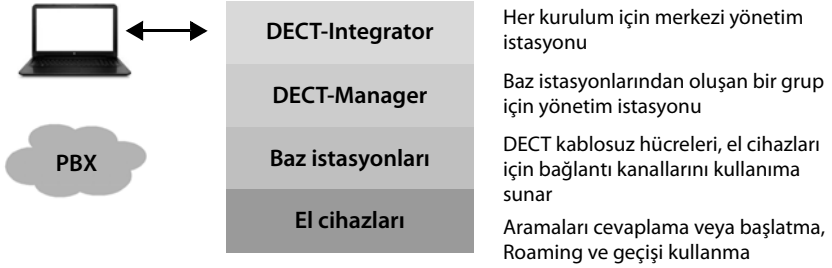 DECT-Integrator
Her kurulum için merkezi yönetim
istasyonu
DECT-Manager
Baz istasyonlarından oluşan bir grup
için yönetim istasyonu
PBX
Baz istasyonları
DECT kablosuz hücreleri, el cihazları
için bağlantı kanallarını kullanıma
sunar
El cihazları
Aramaları cevaplama veya başlatma,
Roaming ve geçişi kullanma